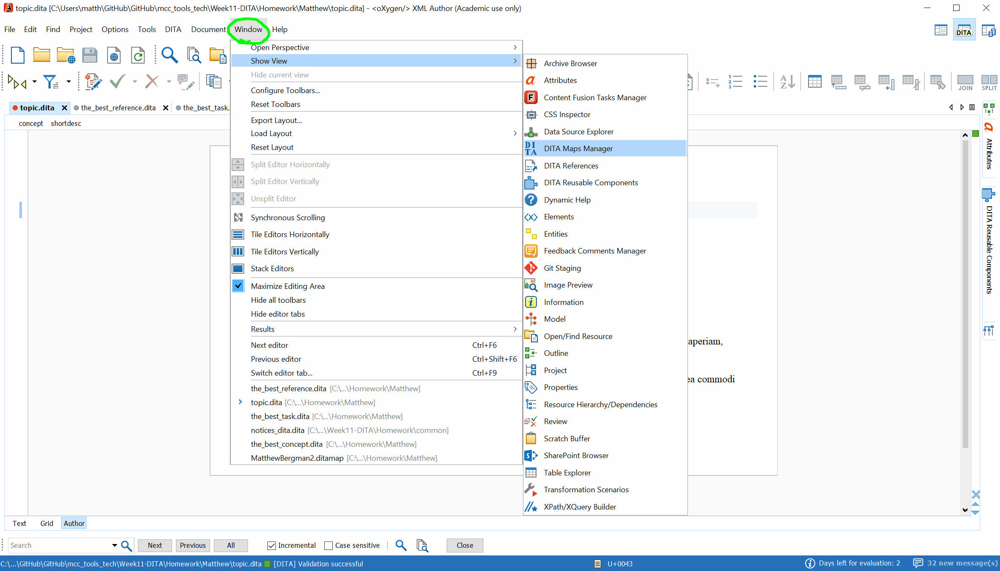 topic.dita [C:\Users\matth\GitHub\GitHub\mcc_tools_tech\Week11-DITA\Homework\Matthew\topic.dita] - <oXygen/> XML Author (Academic use only)
File Edit Find Project Options Tools DITA Document Window Help
DITA
Open Perspective
Show View
Hide current view
Configure Toolbars...
Reset Toolbars
Export Layout...
Load Layout
Reset Layout
Split Editor Horizontally
Split Editor Vertically
Unsplit Editor
Synchronous Scrolling
Tile Editors Horizontally
Tile Editors Vertically
Stack Editors
Maximize Editing Area
Hide all toolbars
Hide editor tabs
Results
Next editor Ctrl+F6
Previous editor Ctrl+Shift+F6
Switch editor tab... Ctrl+F9
the_best_reference.dita [C:\...\Homework\Matthew]
topic.dita [C:\...\Homework\Matthew]
the_best_task.dita [C:\...\Homework\Matthew]
notices_dita.dita [C:\...\Week11-DITA\Homework\common]
the_best_concept.dita [C:\...\Homework\Matthew]
MatthewBergman2.ditamap [C:\...\Homework\Matthew]
Archive Browser
Attributes
Content Fusion Tasks Manager
CSS Inspector
Data Source Explorer
DITA Maps Manager
DITA References
DITA Reusable Components
Dynamic Help
Elements
Entities
Feedback Comments Manager
Git Staging
Image Preview
Information
Model
Open/Find Resource
Outline
Project
Properties
Resource Hierarchy/Dependencies
Review
Scratch Buffer
SharePoint Browser
Table Explorer
Transformation Scenarios
XPath/XQuery Builder
JOIN SPLIT
topic.dita the_best_reference.dita the_best_task.
concept shortdesc
aperiam,
ea commodi
Attributes
DITA Reusable Components
Text Grid Author
Search Next Previous All Incremental Case sensitive Close
C:\...\GitHub\GitHub\mcc_tools_tech\Week11-DITA\Homework\Matthew\topic.dita [DITA] Validation successful U+0043 Days left for evaluation: 2 32 new message(s)